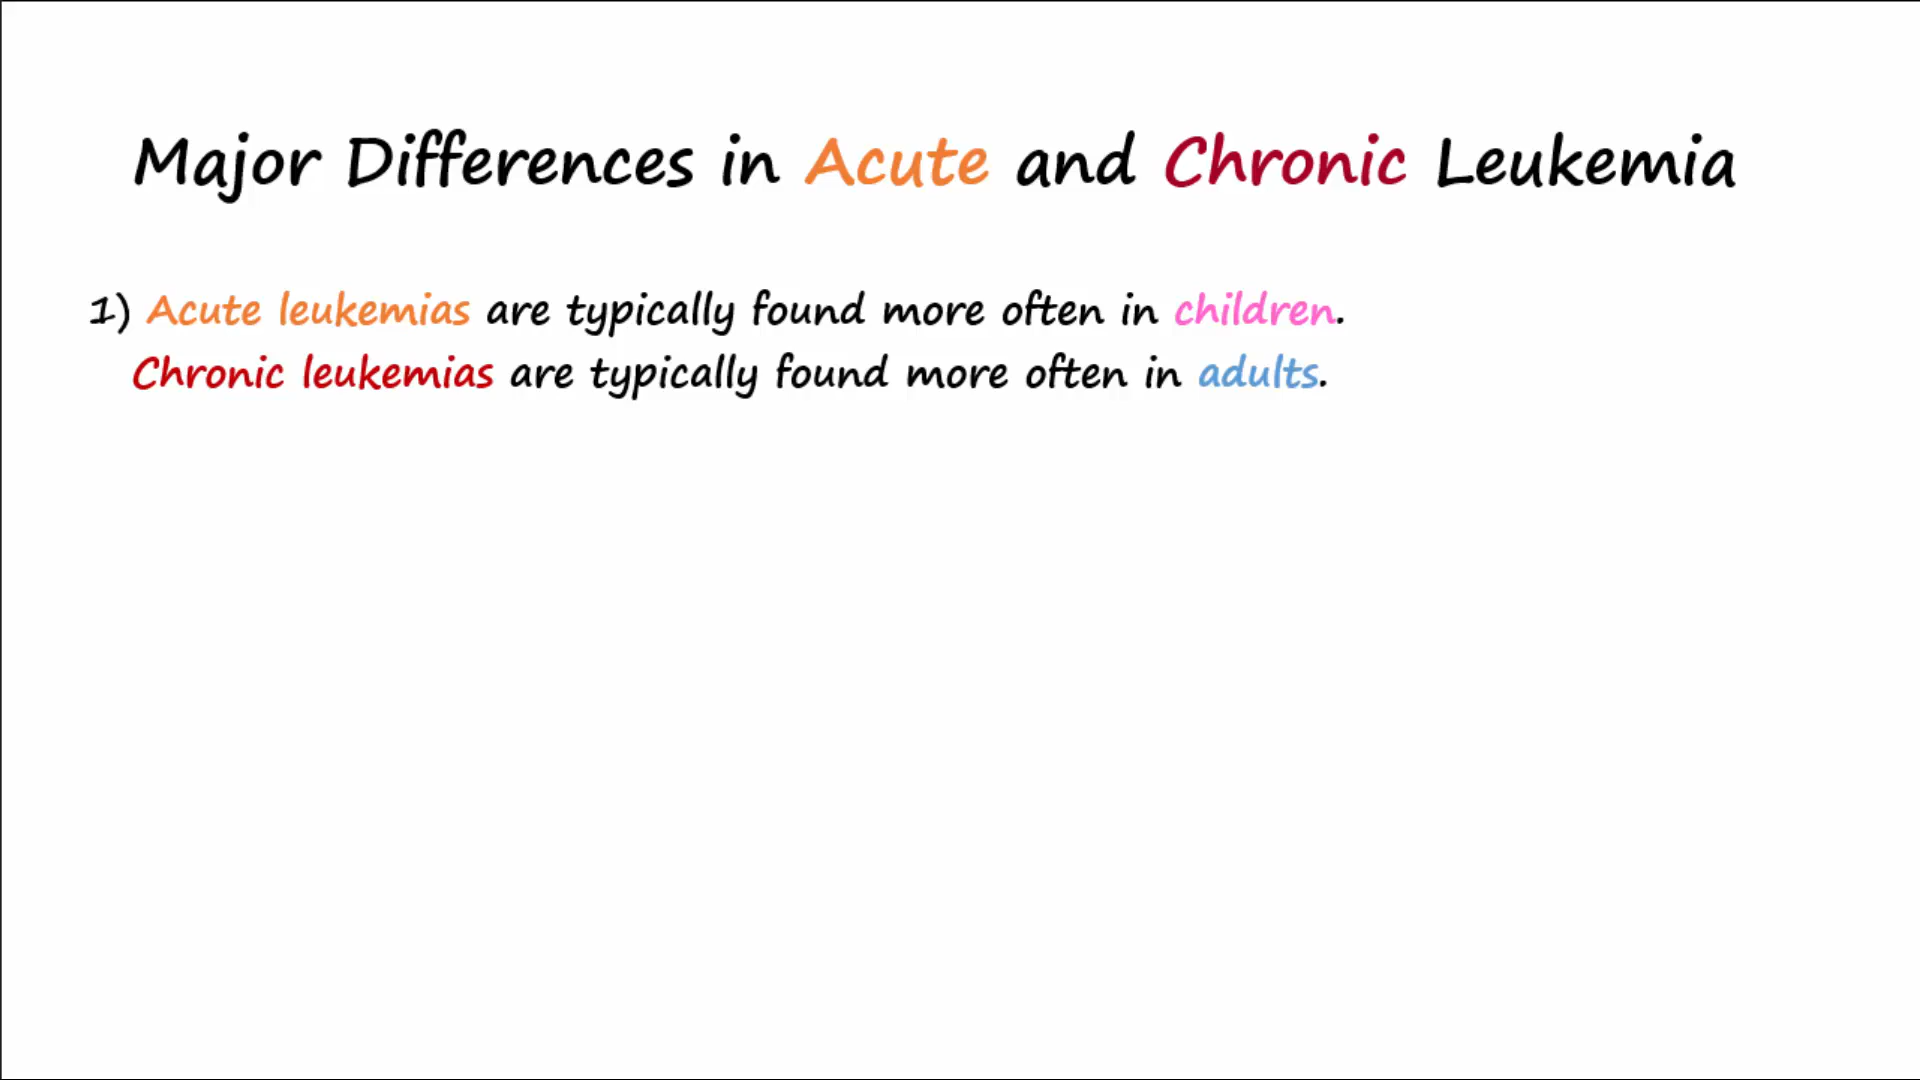 Major Differences in Acute and Chronic Leukemia
1) Acute leukemias are typically found more often in children.
Chronic leukemias are typically found more often in adults.